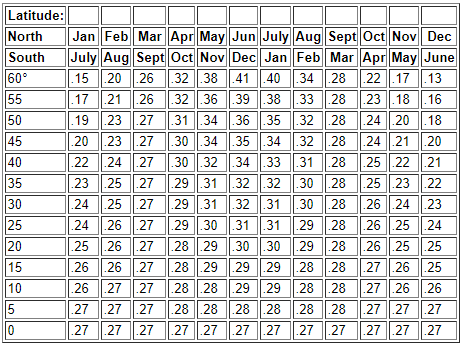 Latitude:
North Jan Feb Mar Apr May Jun July Aug Sept Oct Nov Dec
South July Aug Sept Oct Nov Dec Jan Feb Mar Apr May June
60° .15 .20 .26 .32 .38 .41 .40 .34 .28 .22 .17 .13
55 .17 .21 .26 .32 .36 .39 .38 .33 .28 .23 .18 .16
50 .19 .23 .27 .31 .34 .36 .35 .32 .28 .24 .20 .18
45 .20 .23 .27 .30 .34 .35 .34 .32 .28 .24 .21 .20
40 .22 .24 .27 .30 .32 .34 .33 .31 .28 .25 .22 .21
35 .23 .25 .27 .29 .31 .32 .32 .30 .28 .25 .23 .22
30 .24 .25 .27 .29 .31 .32 .31 .30 .28 .26 .24 .23
25 .24 .26 .27 .29 .30 .31 .31 .29 .28 .26 .25 .24
20 .25 .26 .27 .28 .29 .30 .30 .29 .28 .26 .25 .25
15 .26 .26 .27 .28 .29 .29 .29 .28 .28 .27 .26 .25
10 .26 .27 .27 .28 .28 .29 .29 .28 .28 .27 .26 .26
5 .27 .27 .27 .28 .28 .28 .28 .28 .28 .27 .27 .27
0 .27 .27 .27 .27 .27 .27 .27 .27 .27 .27 .27 .27